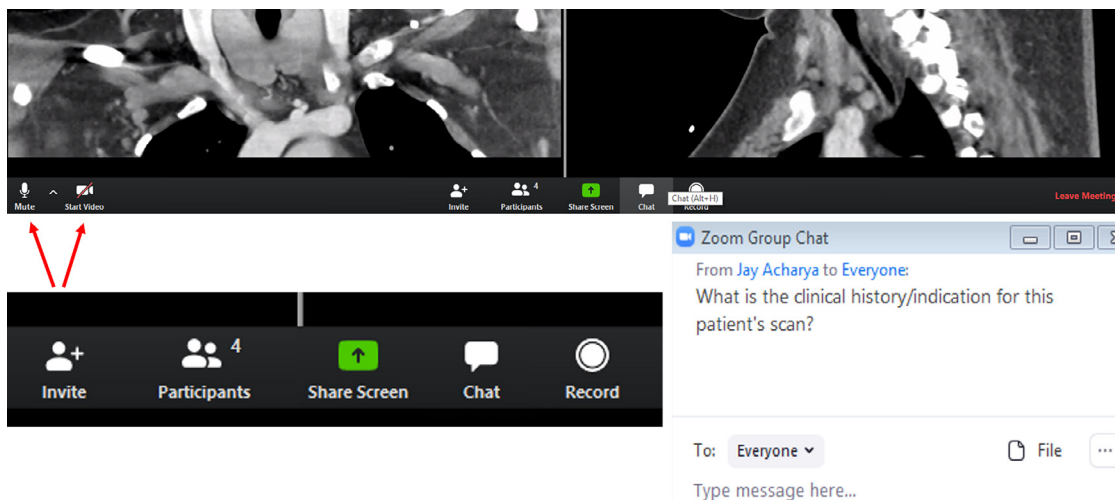 Mute
Start Video
Invite
Participants
4
Share Screen
Chat
Chat (Alt+H)
Record
Leave Meeting
Zoom Group Chat
From Jay Acharya to Everyone:
What is the clinical history/indication for this
patient's scan?
Invite
Participants
4
Share Screen
Chat
Record
To: Everyone
File
Type message here...